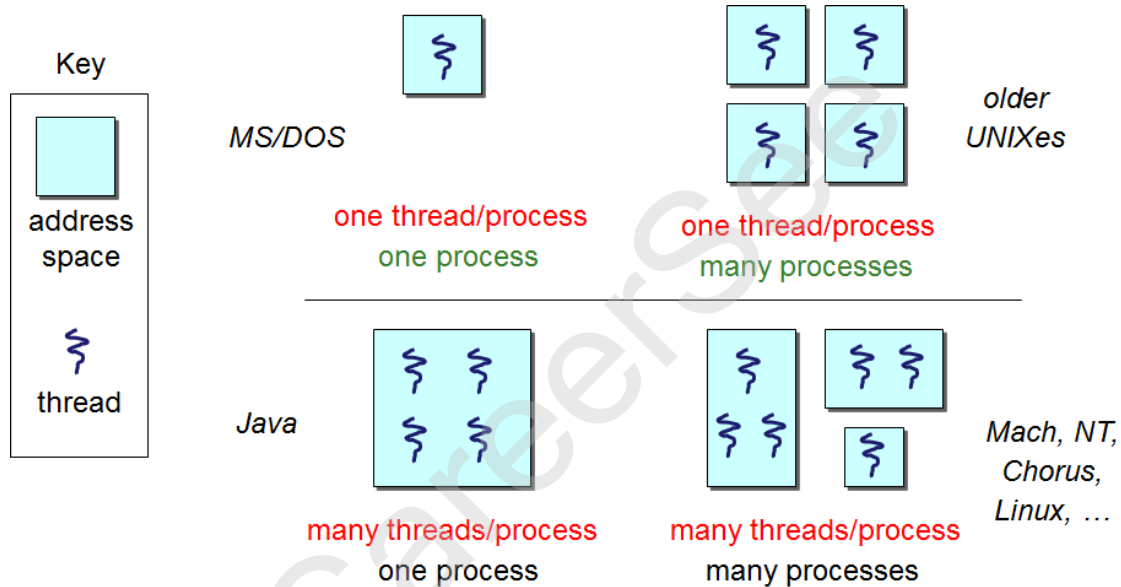 Key
address
space
thread
MS/DOS
one thread/process
one process
older
UNIXes
one thread/process
many processes
Java
many threads/process
one process
Mach, NT,
Chorus,
Linux, …
many threads/process
many processes
CareerSee